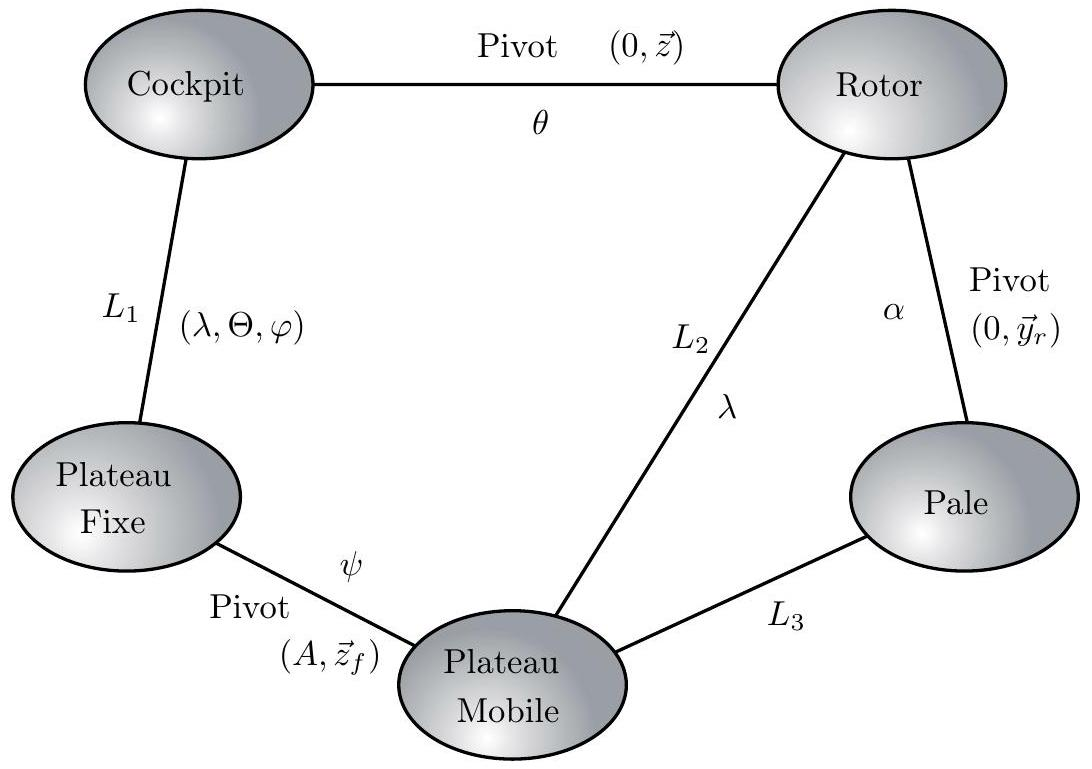 Cockpit
Pivot (0, z⃗)
θ
Rotor
L₁
(λ, Θ, φ)
L₂
λ
α
Pivot
(0, y⃗ᵣ)
Plateau
Fixe
Pale
ψ
Pivot
(A, z⃗_f)
L₃
Plateau
Mobile